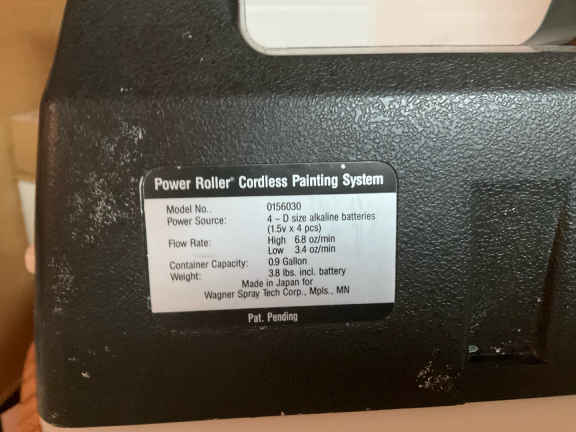 Power Roller® Cordless Painting System
Model No.. 0156030
Power Source: 4 – D size alkaline batteries
(1.5v x 4 pcs)
Flow Rate: High 6.8 oz/min
Low 3.4 oz/min
Container Capacity: 0.9 Gallon
Weight: 3.8 lbs. incl. battery
Made in Japan for
Wagner Spray Tech Corp., Mpls., MN
Pat. Pending